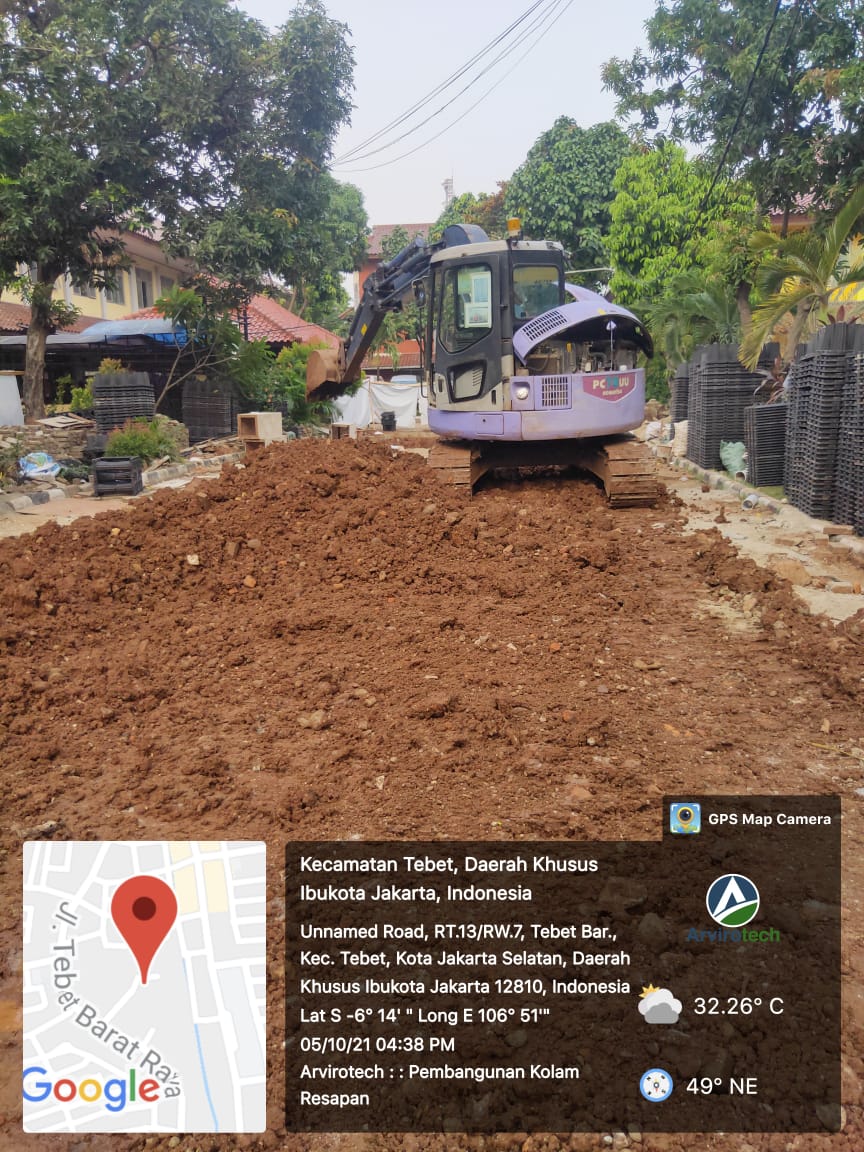 KOMATSU
GPS Map Camera
Kecamatan Tebet, Daerah Khusus
Ibukota Jakarta, Indonesia
Unnamed Road, RT.13/RW.7, Tebet Bar.,
Kec. Tebet, Kota Jakarta Selatan, Daerah
Khusus Ibukota Jakarta 12810, Indonesia
Lat S -6° 14' " Long E 106° 51'"
05/10/21 04:38 PM
Arvirotech : : Pembangunan Kolam
Resapan
Arvirotech
32.26° C
49° NE
Jl. Tebet Barat Raya
Google